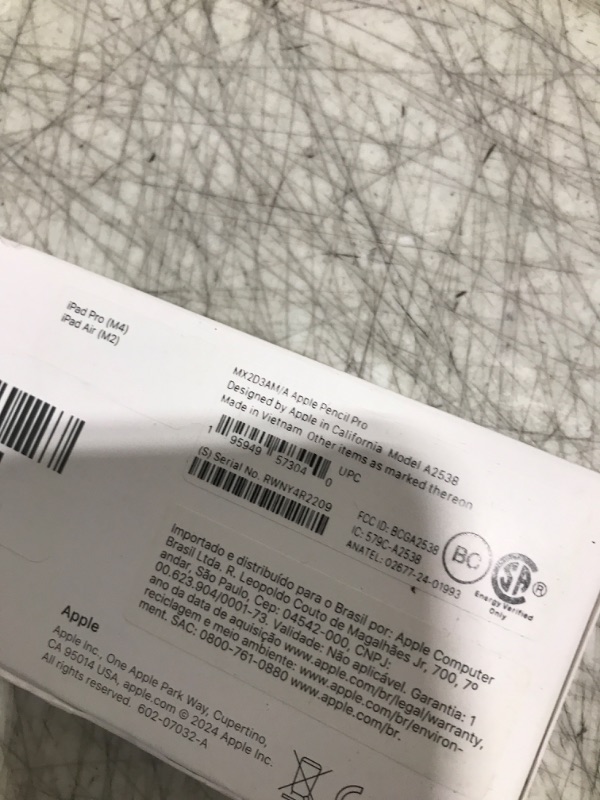 iPad Pro (M4)
iPad Air (M2)
MX2D3AM/A Apple Pencil Pro
Designed by Apple in California Model A2538
Made in Vietnam Other items as marked thereon
1 95949 57304 0 UPC
(S) Serial No. RWNY4R2209
FCC ID: BCGA2538
IC: 579C-A2538
ANATEL: 02677-24-01993
BC
SA ®
Energy Verified
Only
Importado e distribuído para o Brasil por: Apple Computer
Brasil Ltda. R. Leopoldo Couto de Magalhães Jr, 700, 7º
andar, São Paulo, Cep: 04542-000, CNPJ:
00.623.904/0001-73. Validade: Não aplicável. Garantia: 1
ano da data de aquisição www.apple.com/br/legal/warranty,
reciclagem e meio ambiente: www.apple.com/br/environ-
ment. SAC: 0800-761-0880 www.apple.com/br.
Apple
Apple Inc., One Apple Park Way, Cupertino,
CA 95014 USA, apple.com © 2024 Apple Inc.
All rights reserved. 602-07032-A